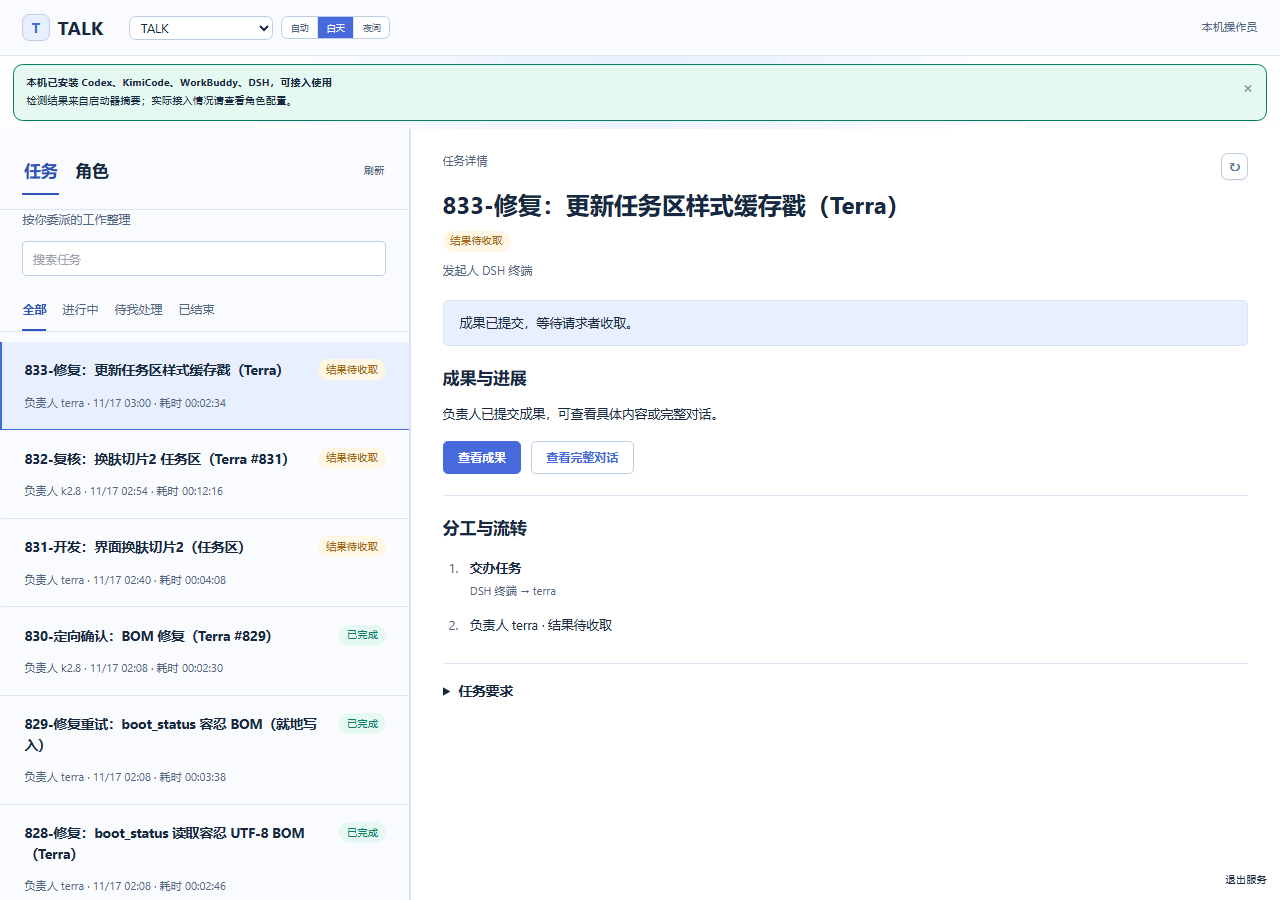 T TALK TALK 自动 白天 夜间 本机操作员
本机已安装 Codex、KimiCode、WorkBuddy、DSH，可接入使用
检测结果来自启动器摘要；实际接入情况请查看角色配置。
×
任务 角色 刷新
按你委派的工作整理
搜索任务
全部 进行中 待我处理 已结束
833-修复：更新任务区样式缓存戳（Terra） 结果待收取
负责人 terra · 11/17 03:00 · 耗时 00:02:34
832-复核：换肤切片2 任务区（Terra #831） 结果待收取
负责人 k2.8 · 11/17 02:54 · 耗时 00:12:16
831-开发：界面换肤切片2（任务区） 结果待收取
负责人 terra · 11/17 02:40 · 耗时 00:04:08
830-定向确认：BOM 修复（Terra #829） 已完成
负责人 k2.8 · 11/17 02:08 · 耗时 00:02:30
829-修复重试：boot_status 容忍 BOM（就地写 已完成
入）
负责人 terra · 11/17 02:08 · 耗时 00:03:38
828-修复：boot_status 读取容忍 UTF-8 BOM 已完成
（Terra）
负责人 terra · 11/17 02:08 · 耗时 00:02:46
任务详情
833-修复：更新任务区样式缓存戳（Terra）
结果待收取
发起人 DSH 终端
成果已提交，等待请求者收取。
成果与进展
负责人已提交成果，可查看具体内容或完整对话。
查看成果 查看完整对话
分工与流转
1. 交办任务
DSH 终端 → terra
2. 负责人 terra · 结果待收取
任务要求
退出服务